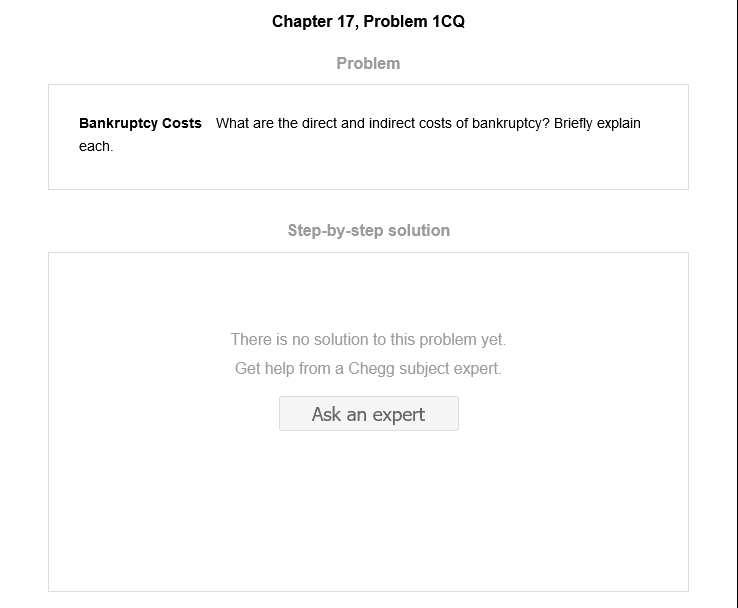 Chapter 17, Problem 1CQ
Problem
Bankruptcy Costs What are the direct and indirect costs of bankruptcy? Briefly explain
each.
Step-by-step solution
There is no solution to this problem yet.
Get help from a Chegg subject expert.
Ask an expert